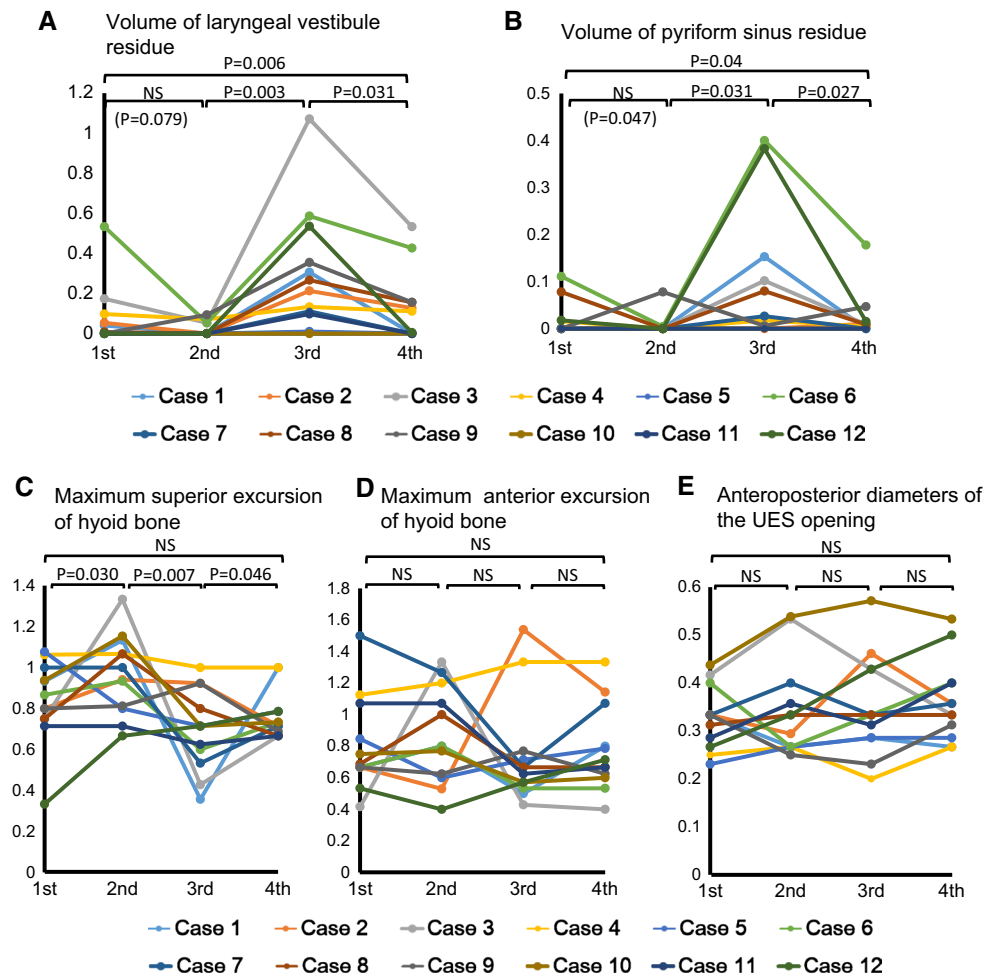 A
Volume of laryngeal vestibule
residue
P=0.006
NS
P=0.003
P=0.031
(P=0.079)
1.2
1
0.8
0.6
0.4
0.2
0
1st
2nd
3rd
4th
B
Volume of pyriform sinus residue
P=0.04
NS
P=0.031
P=0.027
(P=0.047)
0.5
0.4
0.3
0.2
0.1
0
1st
2nd
3rd
4th
Case 1
Case 2
Case 3
Case 4
Case 5
Case 6
Case 7
Case 8
Case 9
Case 10
Case 11
Case 12
C
Maximum superior excursion
of hyoid bone
NS
P=0.030
P=0.007
P=0.046
1.4
1.2
1
0.8
0.6
0.4
0.2
0
1st
2nd
3rd
4th
D
Maximum anterior excursion
of hyoid bone
NS
NS
NS
NS
1.8
1.6
1.4
1.2
1
0.8
0.6
0.4
0.2
0
1st
2nd
3rd
4th
E
Anteroposterior diameters of
the UES opening
NS
NS
NS
NS
0.6
0.5
0.4
0.3
0.2
0.1
0
1st
2nd
3rd
4th
Case 1
Case 2
Case 3
Case 4
Case 5
Case 6
Case 7
Case 8
Case 9
Case 10
Case 11
Case 12